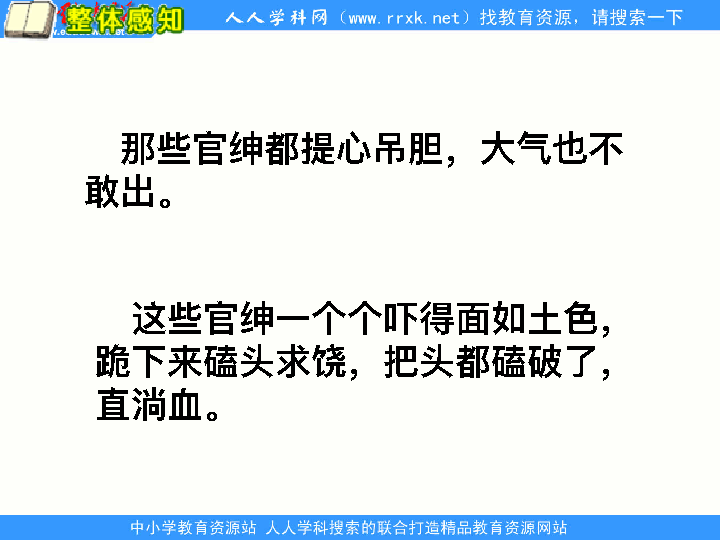 整体感知
人人学科网（www.rrxk.net）找教育资源，请搜索一下
那些官绅都提心吊胆，大气也不
敢出。
这些官绅一个个吓得面如土色，
跪下来磕头求饶，把头都磕破了，
直淌血。
中小学教育资源站 人人学科搜索的联合打造精品教育资源网站